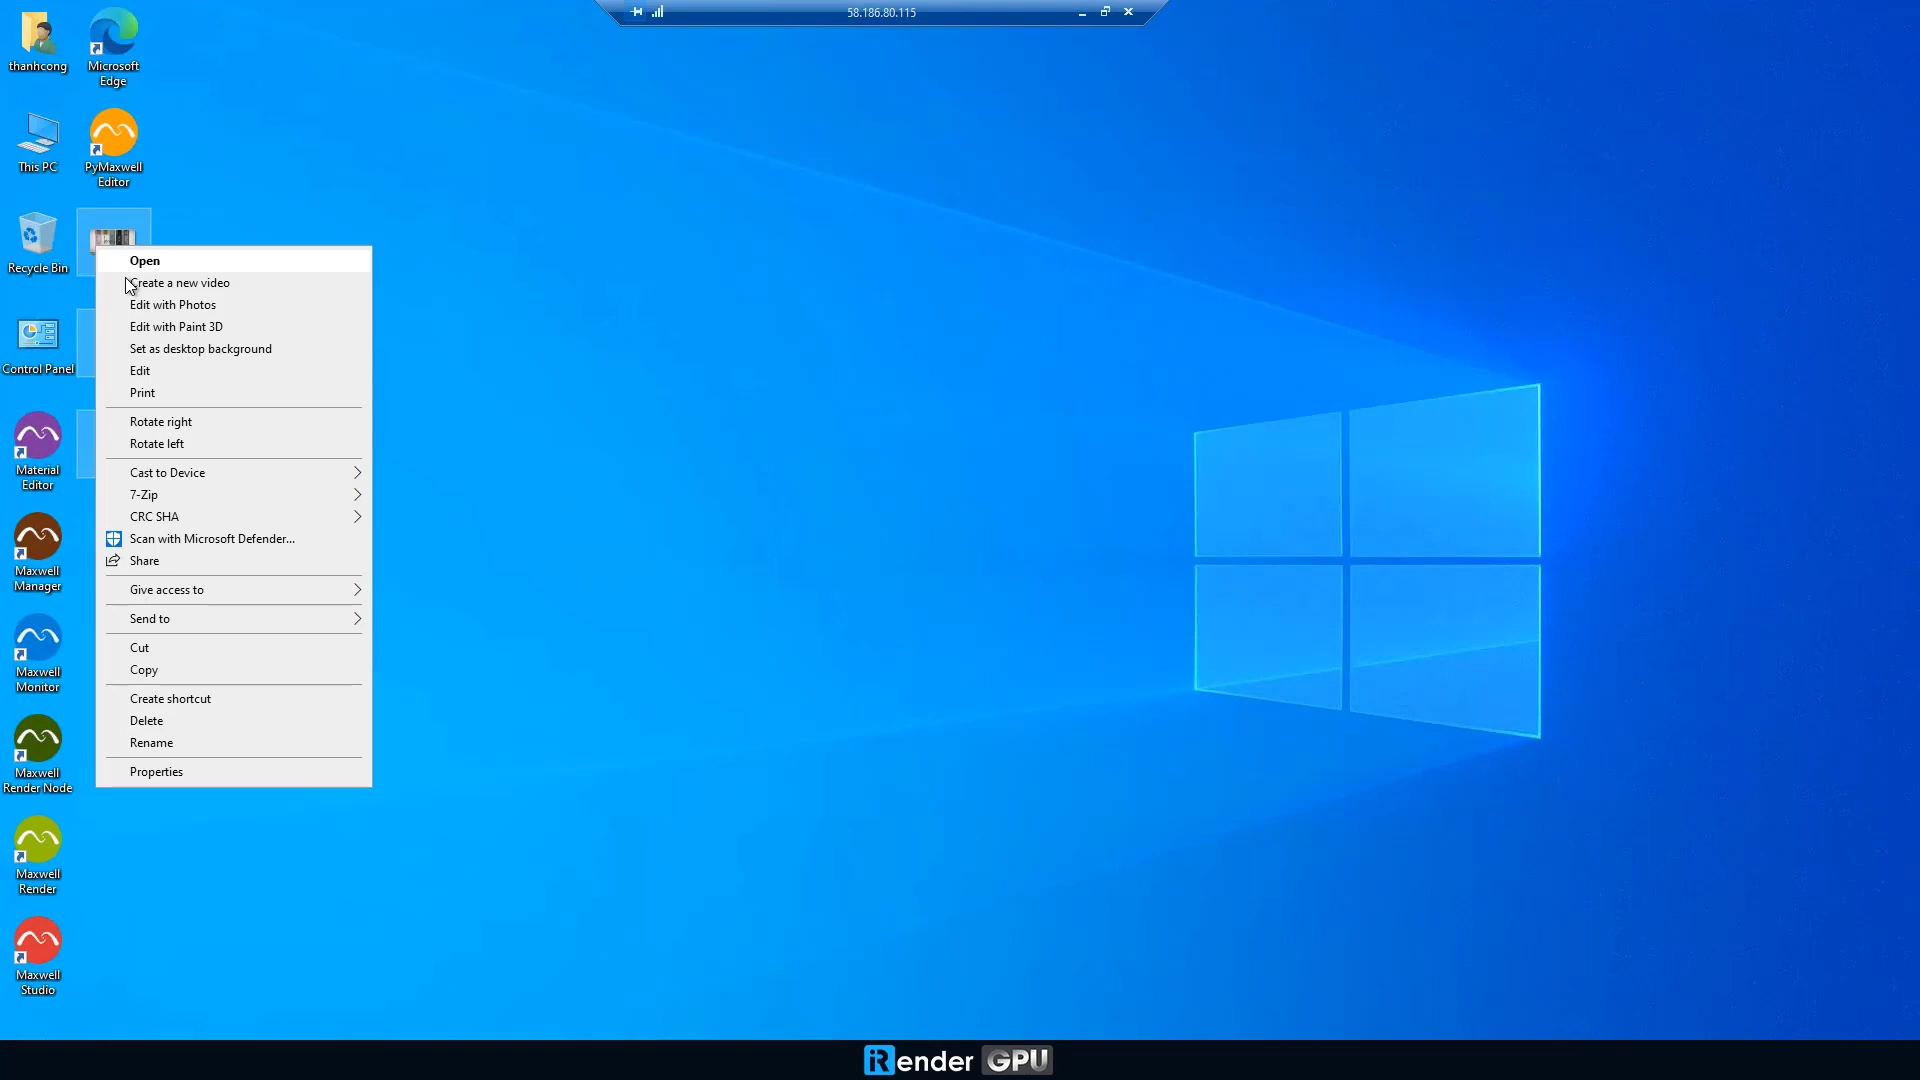 58.186.80.115
thanhcong
Microsoft
Edge
This PC
PyMaxwell
Editor
Recycle Bin
Control Panel
Material
Editor
Maxwell
Manager
Maxwell
Monitor
Maxwell
Render Node
Maxwell
Render
Maxwell
Studio
Open
Create a new video
Edit with Photos
Edit with Paint 3D
Set as desktop background
Edit
Print
Rotate right
Rotate left
Cast to Device
7-Zip
CRC SHA
Scan with Microsoft Defender...
Share
Give access to
Send to
Cut
Copy
Create shortcut
Delete
Rename
Properties
iRender GPU